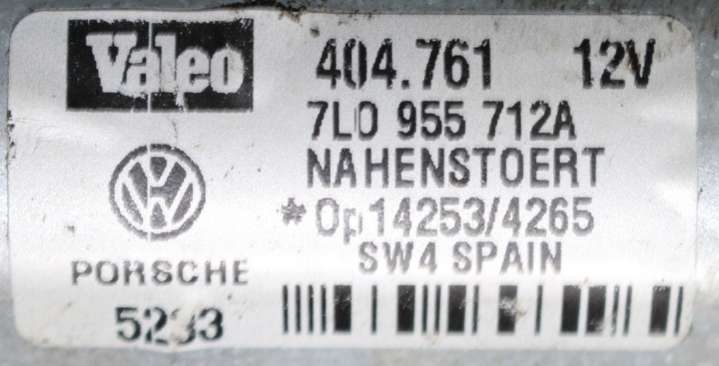 Valeo 404.761 12V
7L0 955 712A
NAHENSTOERT
*Op14253/4265
SW4 SPAIN
PORSCHE